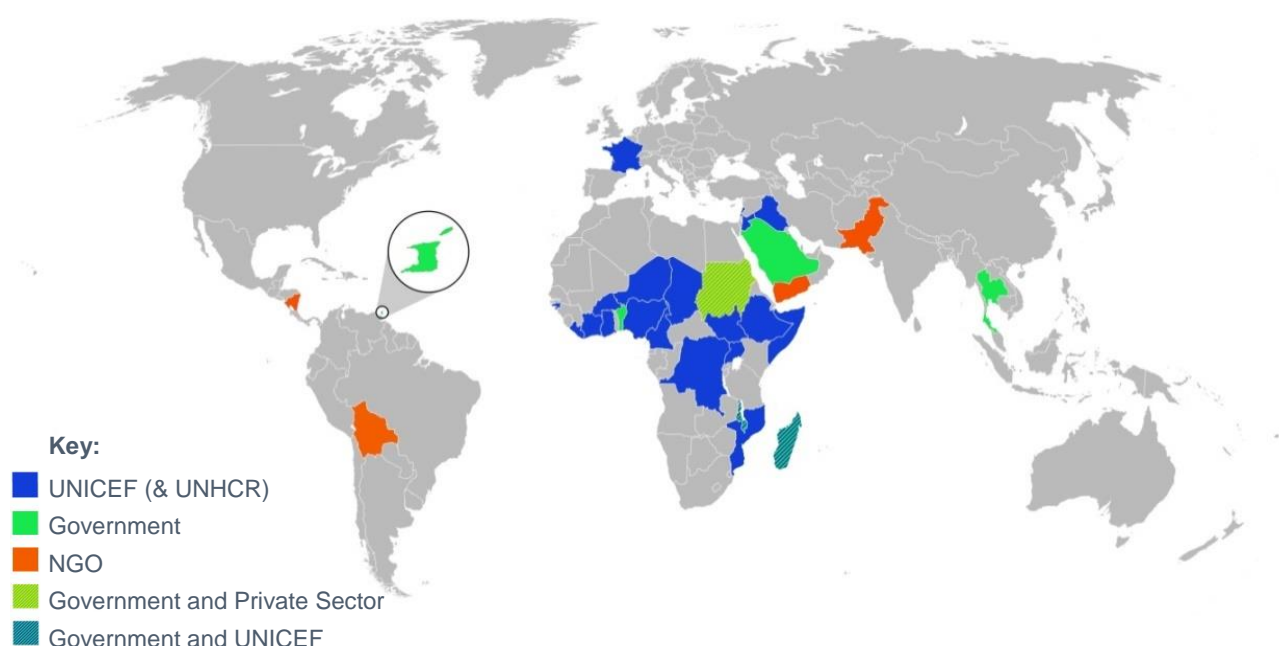 Key:
UNICEF (& UNHCR)
Government
NGO
Government and Private Sector
Government and UNICEF